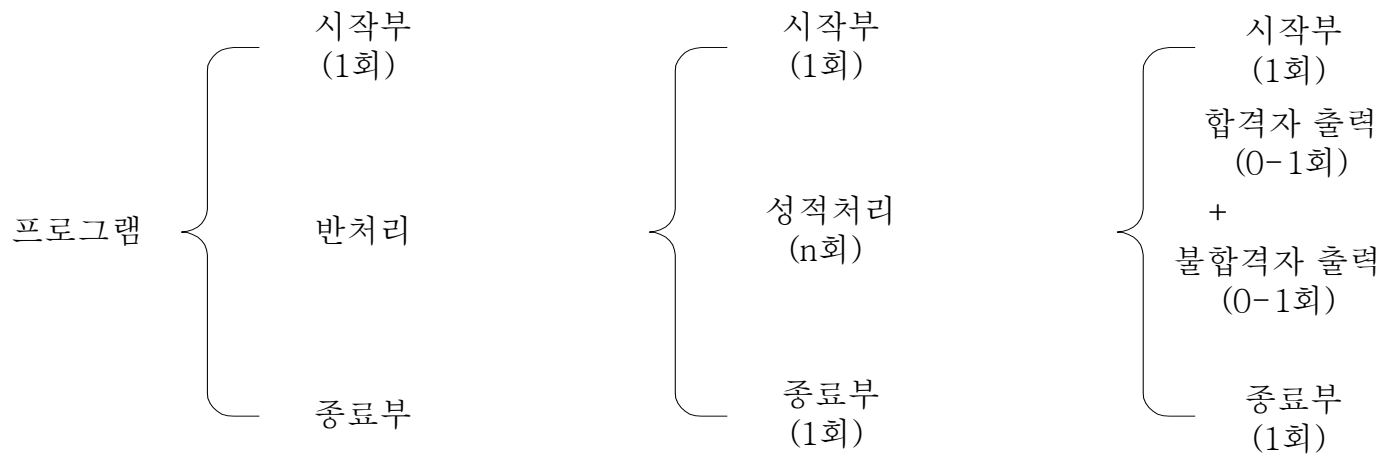 프로그램
시작부
(1회)
반처리
종료부
시작부
(1회)
성적처리
(n회)
종료부
(1회)
시작부
(1회)
합격자 출력
(0-1회)
+
불합격자 출력
(0-1회)
종료부
(1회)